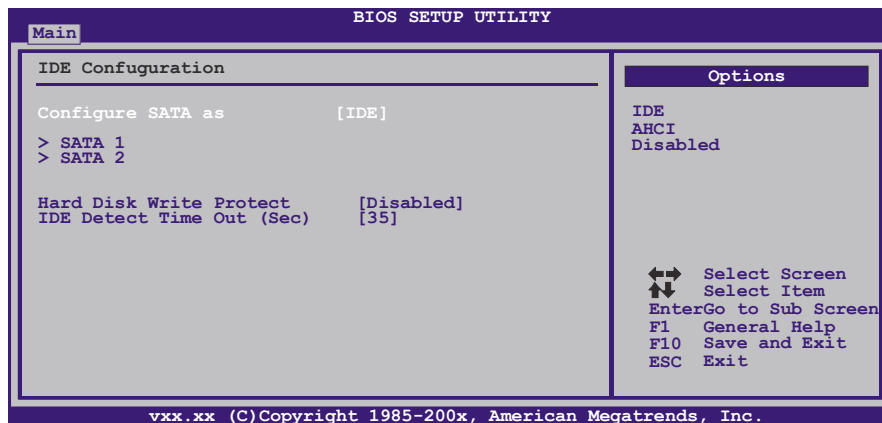 BIOS SETUP UTILITY
Main
IDE Confuguration
Configure SATA as [IDE]
> SATA 1
> SATA 2
Hard Disk Write Protect [Disabled]
IDE Detect Time Out (Sec) [35]
Options
IDE
AHCI
Disabled
Select Screen
Select Item
EnterGo to Sub Screen
F1 General Help
F10 Save and Exit
ESC Exit
vxx.xx (C)Copyright 1985-200x, American Megatrends, Inc.